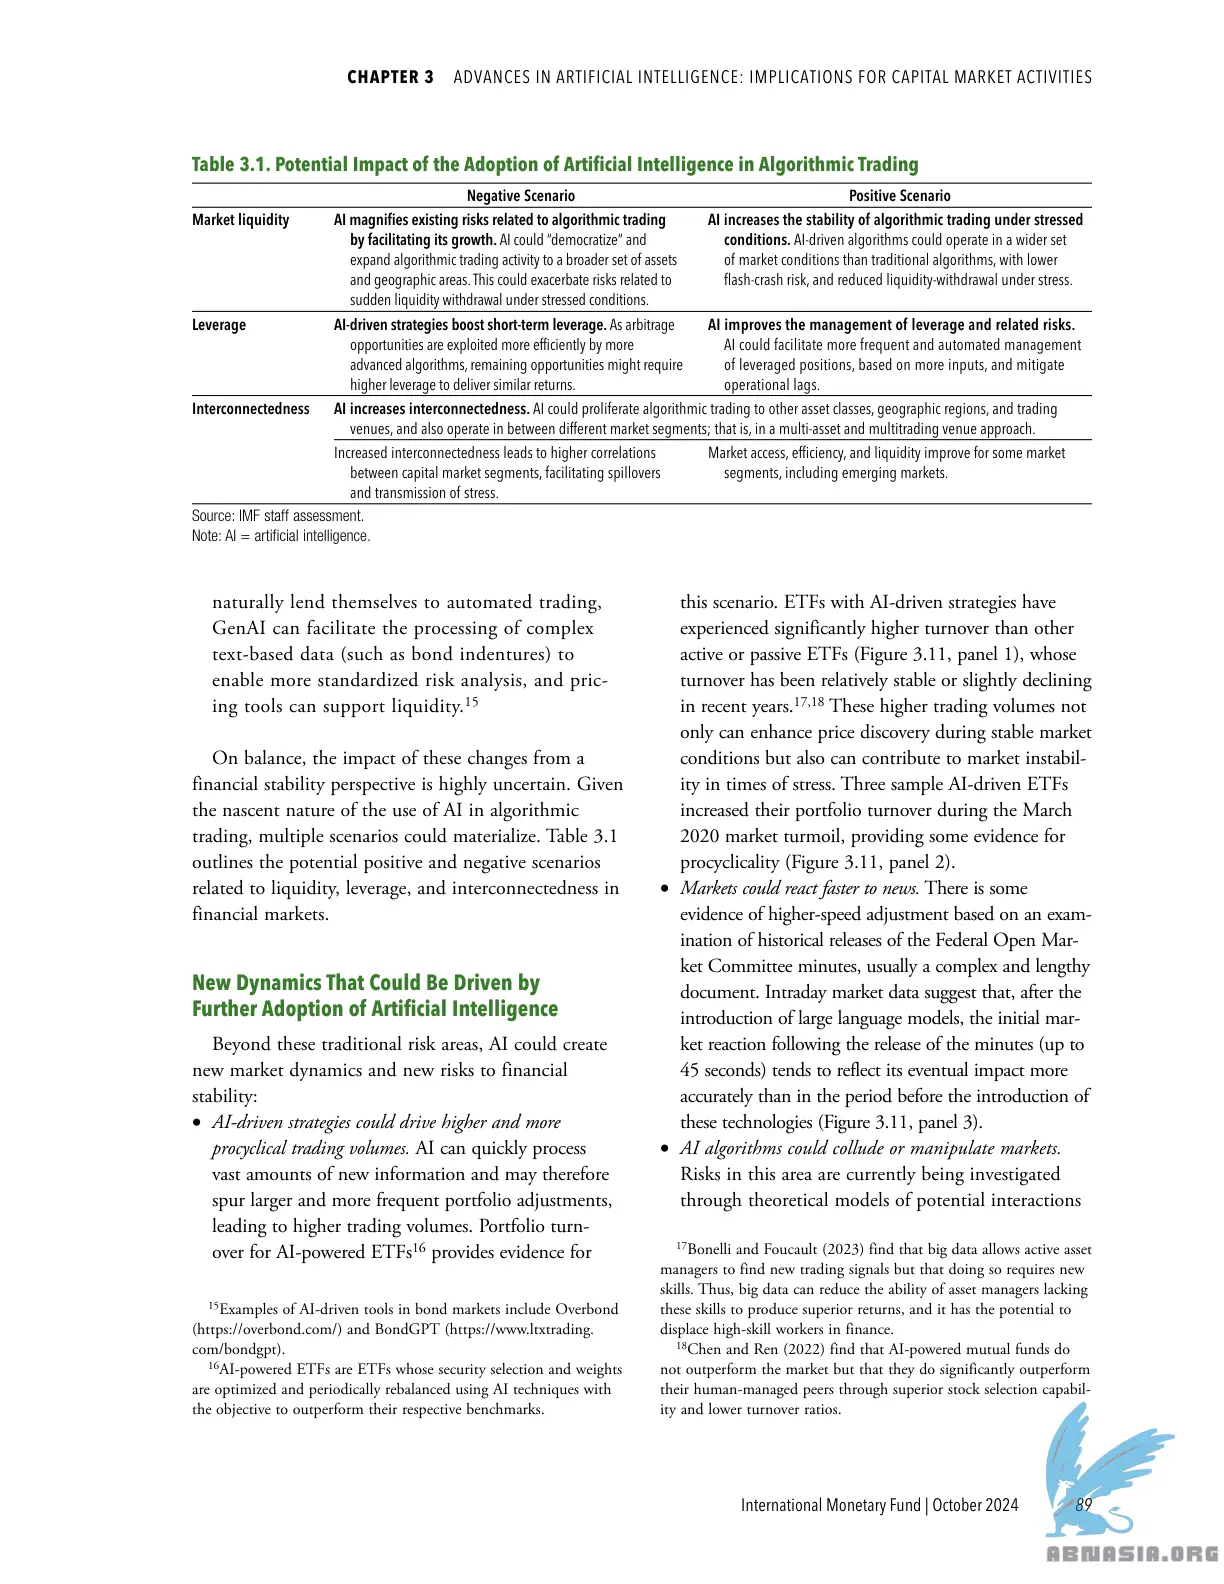 CHAPTER 3 ADVANCES IN ARTIFICIAL INTELLIGENCE: IMPLICATIONS FOR CAPITAL MARKET ACTIVITIES
Table 3.1. Potential Impact of the Adoption of Artificial Intelligence in Algorithmic Trading
Negative Scenario
Positive Scenario
Market liquidity
AI magnifies existing risks related to algorithmic trading
by facilitating its growth. AI could “democratize” and
expand algorithmic trading activity to a broader set of assets
and geographic areas. This could exacerbate risks related to
sudden liquidity withdrawal under stressed conditions.
AI increases the stability of algorithmic trading under stressed
conditions. AI-driven algorithms could operate in a wider set
of market conditions than traditional algorithms, with lower
flash-crash risk, and reduced liquidity-withdrawal under stress.
Leverage
AI-driven strategies boost short-term leverage. As arbitrage
opportunities are exploited more efficiently by more
advanced algorithms, remaining opportunities might require
higher leverage to deliver similar returns.
AI improves the management of leverage and related risks.
AI could facilitate more frequent and automated management
of leveraged positions, based on more inputs, and mitigate
operational lags.
Interconnectedness
AI increases interconnectedness. AI could proliferate algorithmic trading to other asset classes, geographic regions, and trading
venues, and also operate in between different market segments; that is, in a multi-asset and multitrading venue approach.
Increased interconnectedness leads to higher correlations
between capital market segments, facilitating spillovers
and transmission of stress.
Market access, efficiency, and liquidity improve for some market
segments, including emerging markets.
Source: IMF staff assessment.
Note: AI = artificial intelligence.
naturally lend themselves to automated trading,
GenAI can facilitate the processing of complex
text-based data (such as bond indentures) to
enable more standardized risk analysis, and pric-
ing tools can support liquidity.15
On balance, the impact of these changes from a
financial stability perspective is highly uncertain. Given
the nascent nature of the use of AI in algorithmic
trading, multiple scenarios could materialize. Table 3.1
outlines the potential positive and negative scenarios
related to liquidity, leverage, and interconnectedness in
financial markets.
New Dynamics That Could Be Driven by
Further Adoption of Artificial Intelligence
Beyond these traditional risk areas, AI could create
new market dynamics and new risks to financial
stability:
• AI-driven strategies could drive higher and more
procyclical trading volumes. AI can quickly process
vast amounts of new information and may therefore
spur larger and more frequent portfolio adjustments,
leading to higher trading volumes. Portfolio turn-
over for AI-powered ETFs16 provides evidence for
15Examples of AI-driven tools in bond markets include Overbond
(https://overbond.com/) and BondGPT (https://www.ltxtrading.
com/bondgpt).
16AI-powered ETFs are ETFs whose security selection and weights
are optimized and periodically rebalanced using AI techniques with
the objective to outperform their respective benchmarks.
this scenario. ETFs with AI-driven strategies have
experienced significantly higher turnover than other
active or passive ETFs (Figure 3.11, panel 1), whose
turnover has been relatively stable or slightly declining
in recent years.17,18 These higher trading volumes not
only can enhance price discovery during stable market
conditions but also can contribute to market instabil-
ity in times of stress. Three sample AI-driven ETFs
increased their portfolio turnover during the March
2020 market turmoil, providing some evidence for
procyclicality (Figure 3.11, panel 2).
• Markets could react faster to news. There is some
evidence of higher-speed adjustment based on an exam-
ination of historical releases of the Federal Open Mar-
ket Committee minutes, usually a complex and lengthy
document. Intraday market data suggest that, after the
introduction of large language models, the initial mar-
ket reaction following the release of the minutes (up to
45 seconds) tends to reflect its eventual impact more
accurately than in the period before the introduction of
these technologies (Figure 3.11, panel 3).
• AI algorithms could collude or manipulate markets.
Risks in this area are currently being investigated
through theoretical models of potential interactions
17Bonelli and Foucault (2023) find that big data allows active asset
managers to find new trading signals but that doing so requires new
skills. Thus, big data can reduce the ability of asset managers lacking
these skills to produce superior returns, and it has the potential to
displace high-skill workers in finance.
18Chen and Ren (2022) find that AI-powered mutual funds do
not outperform the market but that they do significantly outperform
their human-managed peers through superior stock selection capabil-
ity and lower turnover ratios.
International Monetary Fund | October 2024 89
ABNASIA.ORG